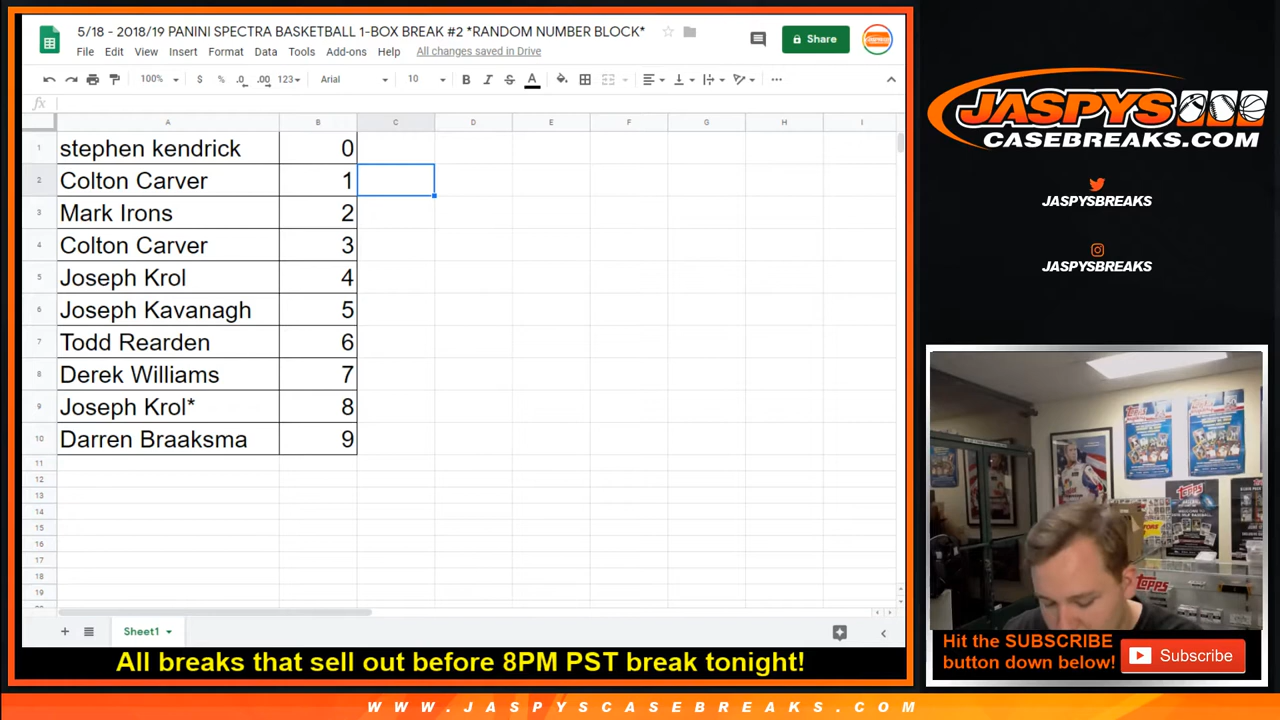 5/18 - 2018/19 PANINI SPECTRA BASKETBALL 1-BOX BREAK #2 *RANDOM NUMBER BLOCK*
File Edit View Insert Format Data Tools Add-ons Help All changes saved in Drive
Share
100% $ % .0 .00 123 Arial 10 B I S A
fx
A B C D E F G H I
1 stephen kendrick 0
2 Colton Carver 1
3 Mark Irons 2
4 Colton Carver 3
5 Joseph Krol 4
6 Joseph Kavanagh 5
7 Todd Rearden 6
8 Derek Williams 7
9 Joseph Krol* 8
10 Darren Braaksma 9
11
12
13
14
15
16
17
18
19
Sheet1
All breaks that sell out before 8PM PST break tonight!
JASPYS
CASEBREAKS.COM
JASPYSBREAKS
JASPYSBREAKS
Topps
Topps
TOPPS
Topps
Hit the SUBSCRIBE
button down below!
Subscribe
WWW.JASPYSCASEBREAKS.COM